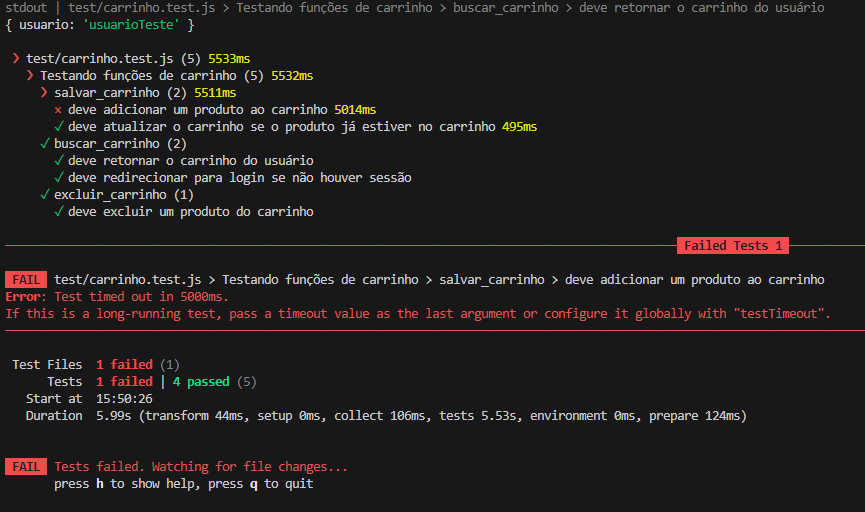 stdout | test/carrinho.test.js > Testando funções de carrinho > buscar_carrinho > deve retornar o carrinho do usuário
{ usuario: 'usuarioTeste' }
❯ test/carrinho.test.js (5) 5533ms
❯ Testando funções de carrinho (5) 5532ms
❯ salvar_carrinho (2) 5511ms
× deve adicionar um produto ao carrinho 5014ms
✓ deve atualizar o carrinho se o produto já estiver no carrinho 495ms
✓ buscar_carrinho (2)
✓ deve retornar o carrinho do usuário
✓ deve redirecionar para login se não houver sessão
✓ excluir_carrinho (1)
✓ deve excluir um produto do carrinho
Failed Tests 1
FAIL test/carrinho.test.js > Testando funções de carrinho > salvar_carrinho > deve adicionar um produto ao carrinho
Error: Test timed out in 5000ms.
If this is a long-running test, pass a timeout value as the last argument or configure it globally with "testTimeout".
Test Files 1 failed (1)
Tests 1 failed | 4 passed (5)
Start at 15:50:26
Duration 5.99s (transform 44ms, setup 0ms, collect 106ms, tests 5.53s, environment 0ms, prepare 124ms)
FAIL Tests failed. Watching for file changes...
press h to show help, press q to quit